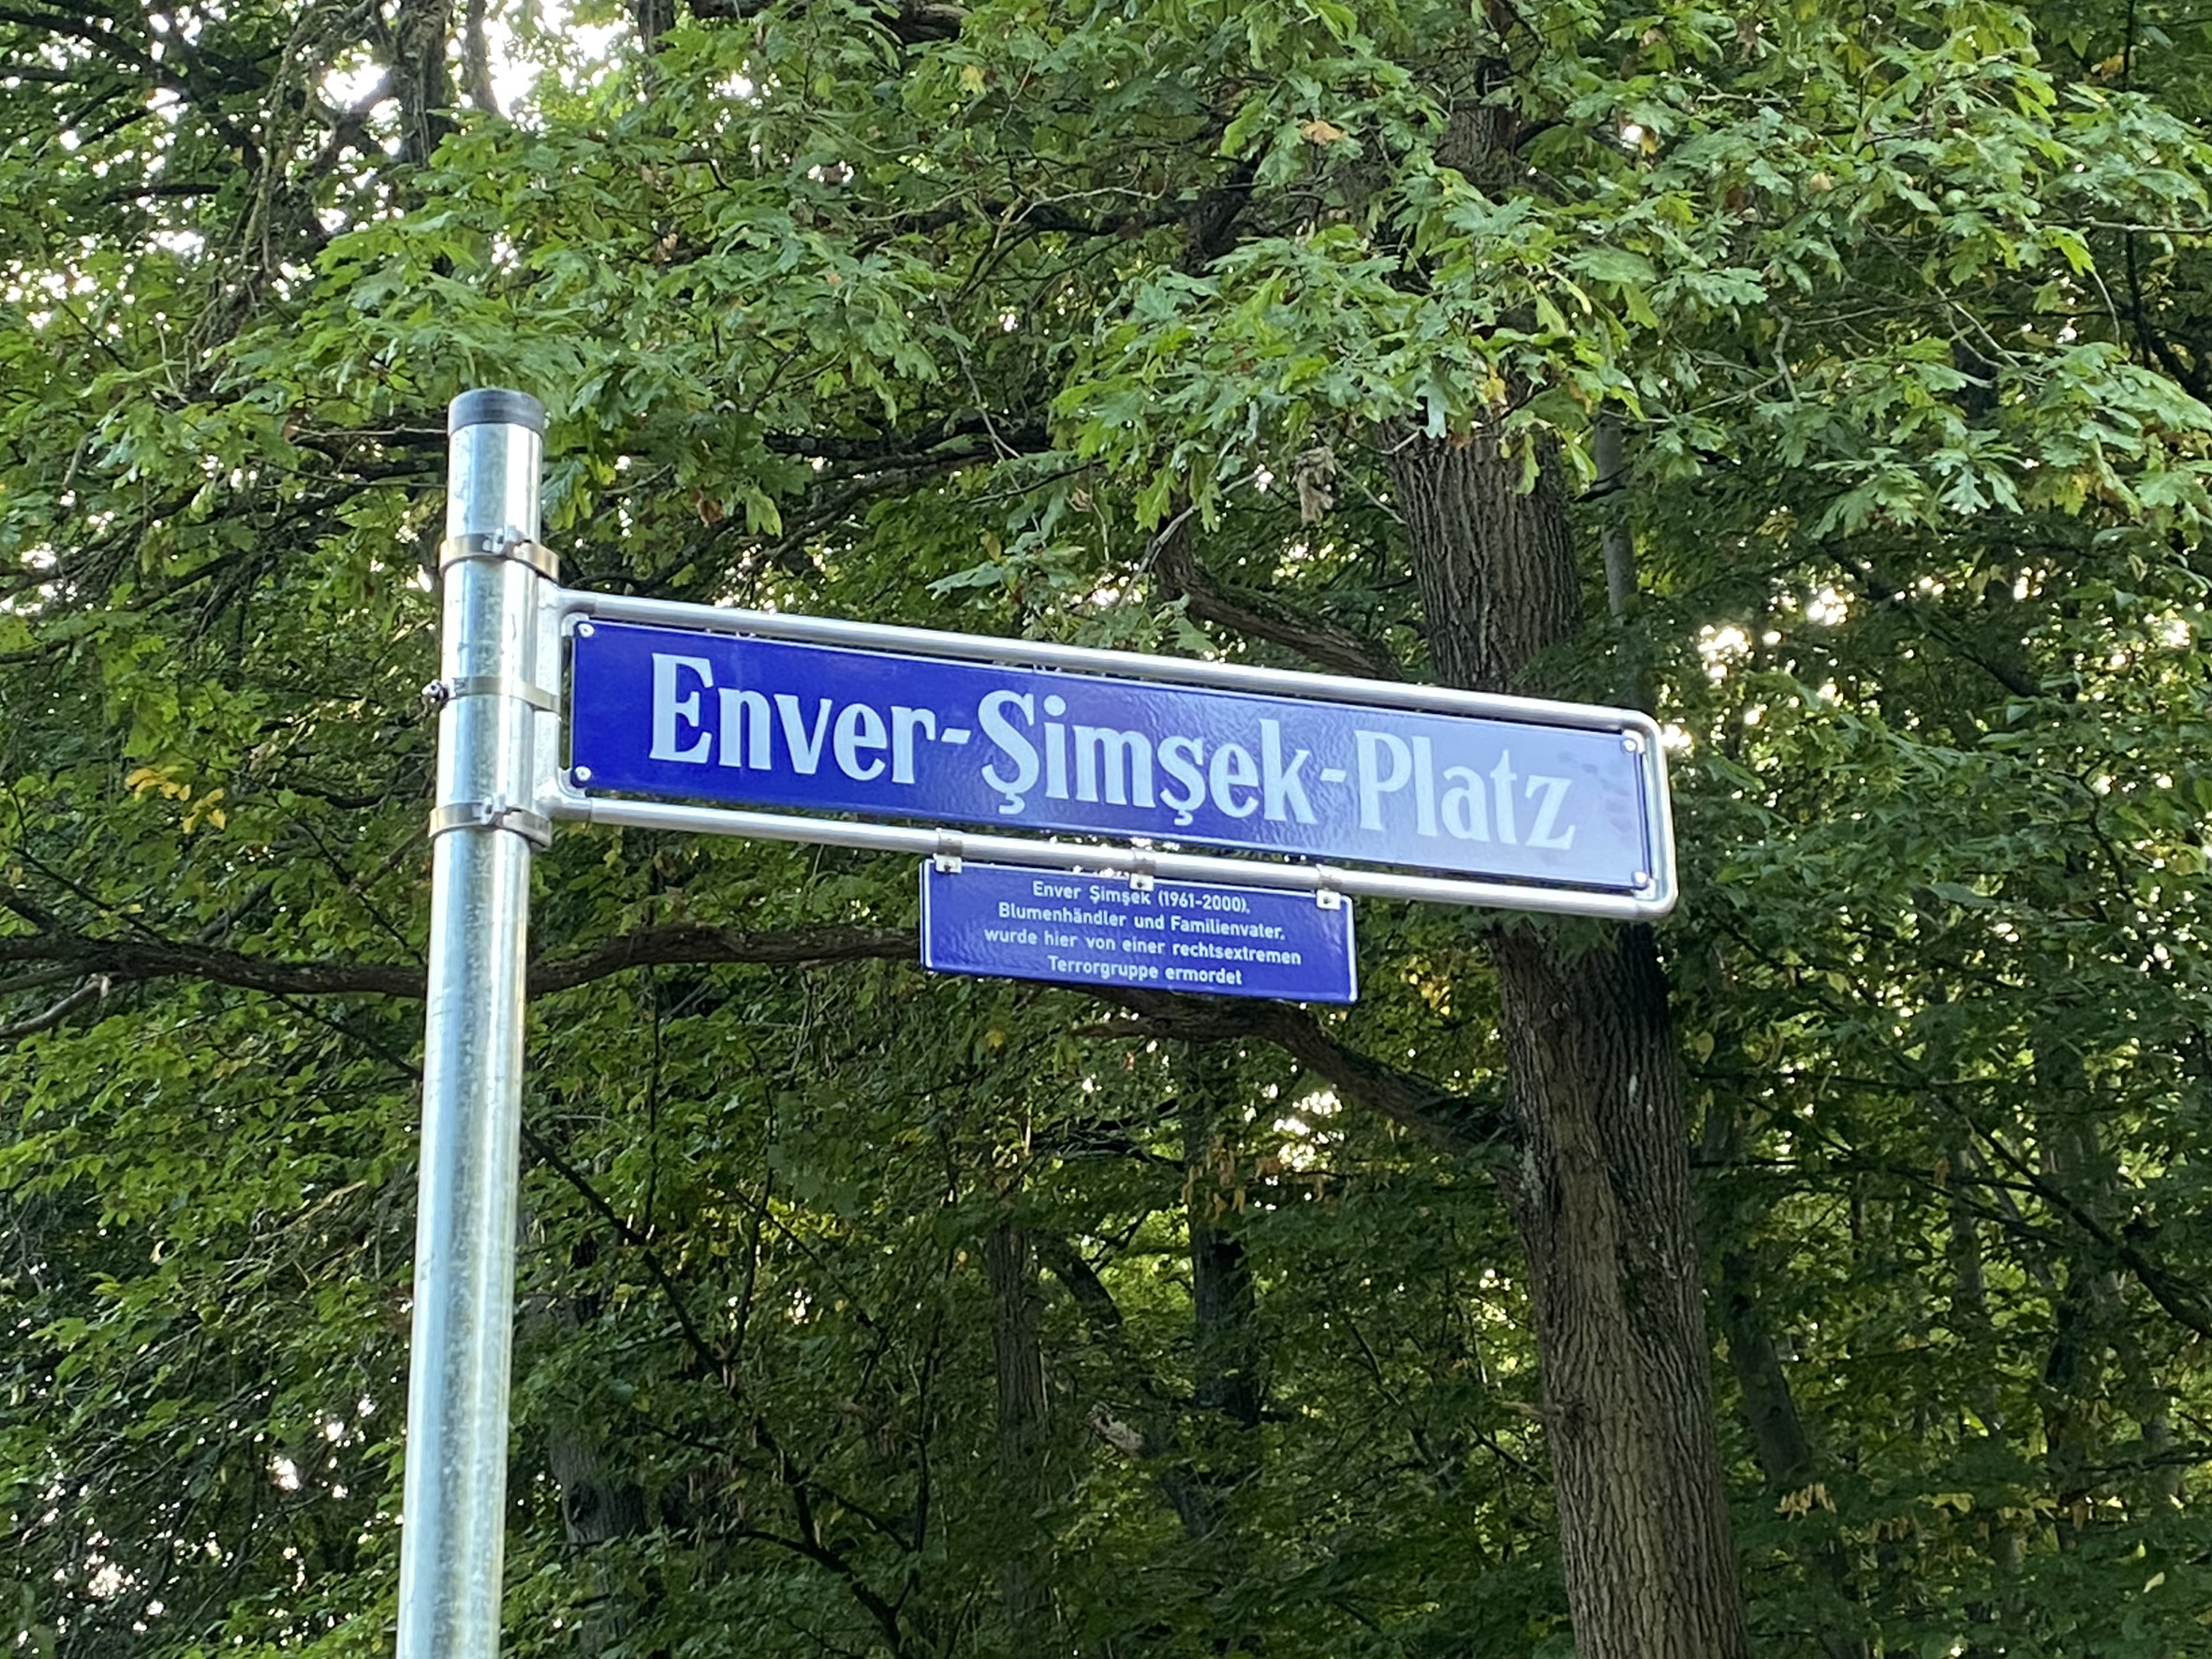 Enver-Şimşek-Platz
Enver Şimşek (1961-2000),
Blumenhändler und Familienvater,
wurde hier von einer rechtsextremen
Terrorgruppe ermordet